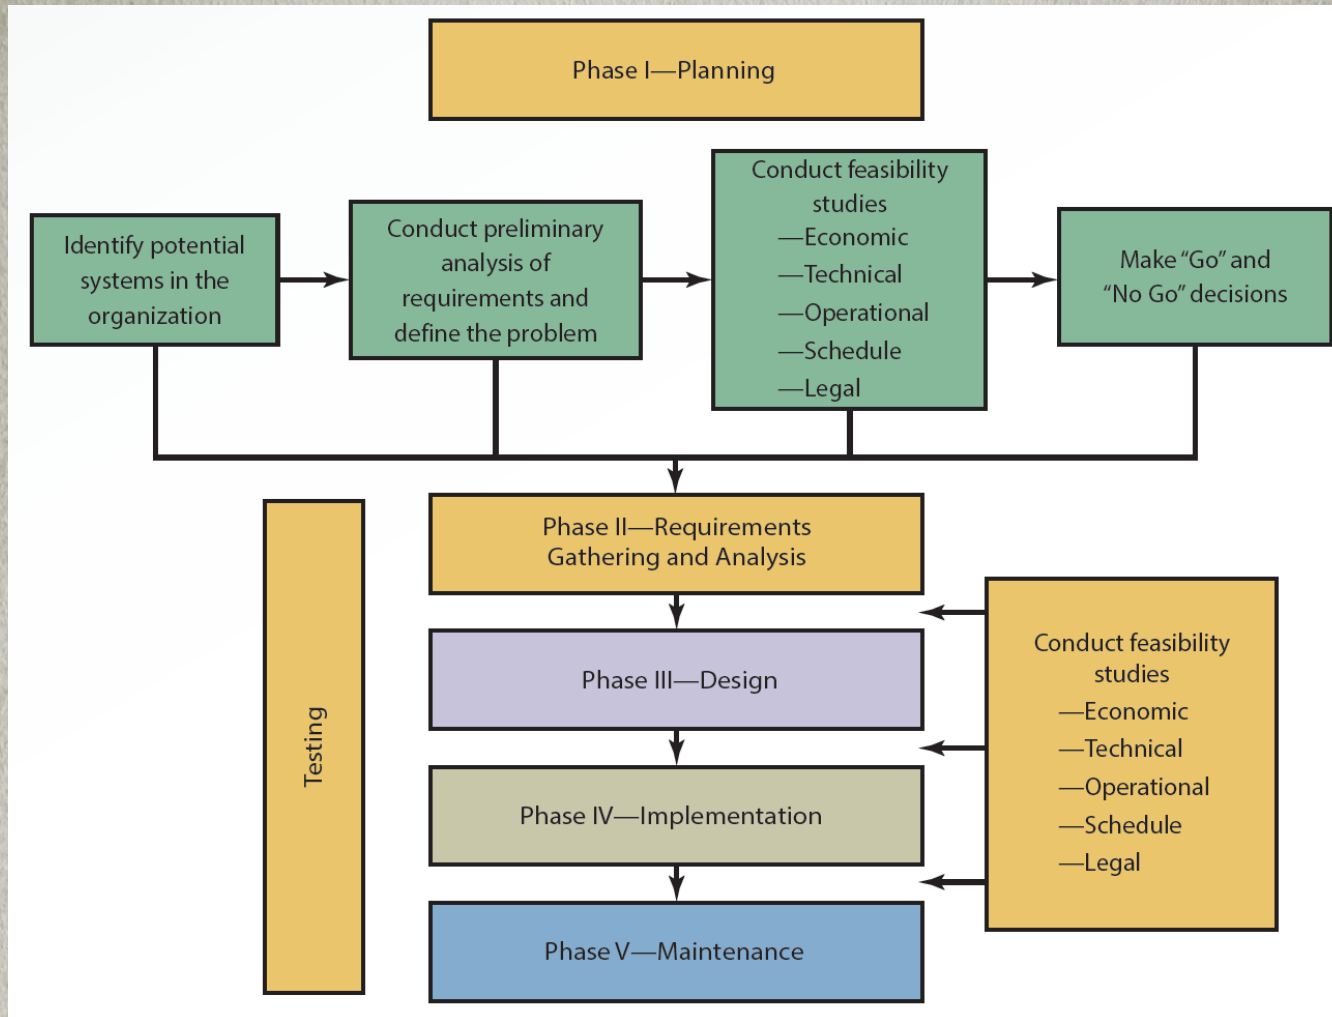 Phase I—Planning
Identify potential
systems in the
organization
Conduct preliminary
analysis of
requirements and
define the problem
Conduct feasibility
studies
—Economic
—Technical
—Operational
—Schedule
—Legal
Make “Go” and
“No Go” decisions
Testing
Phase II—Requirements
Gathering and Analysis
Phase III—Design
Phase IV—Implementation
Phase V—Maintenance
Conduct feasibility
studies
—Economic
—Technical
—Operational
—Schedule
—Legal